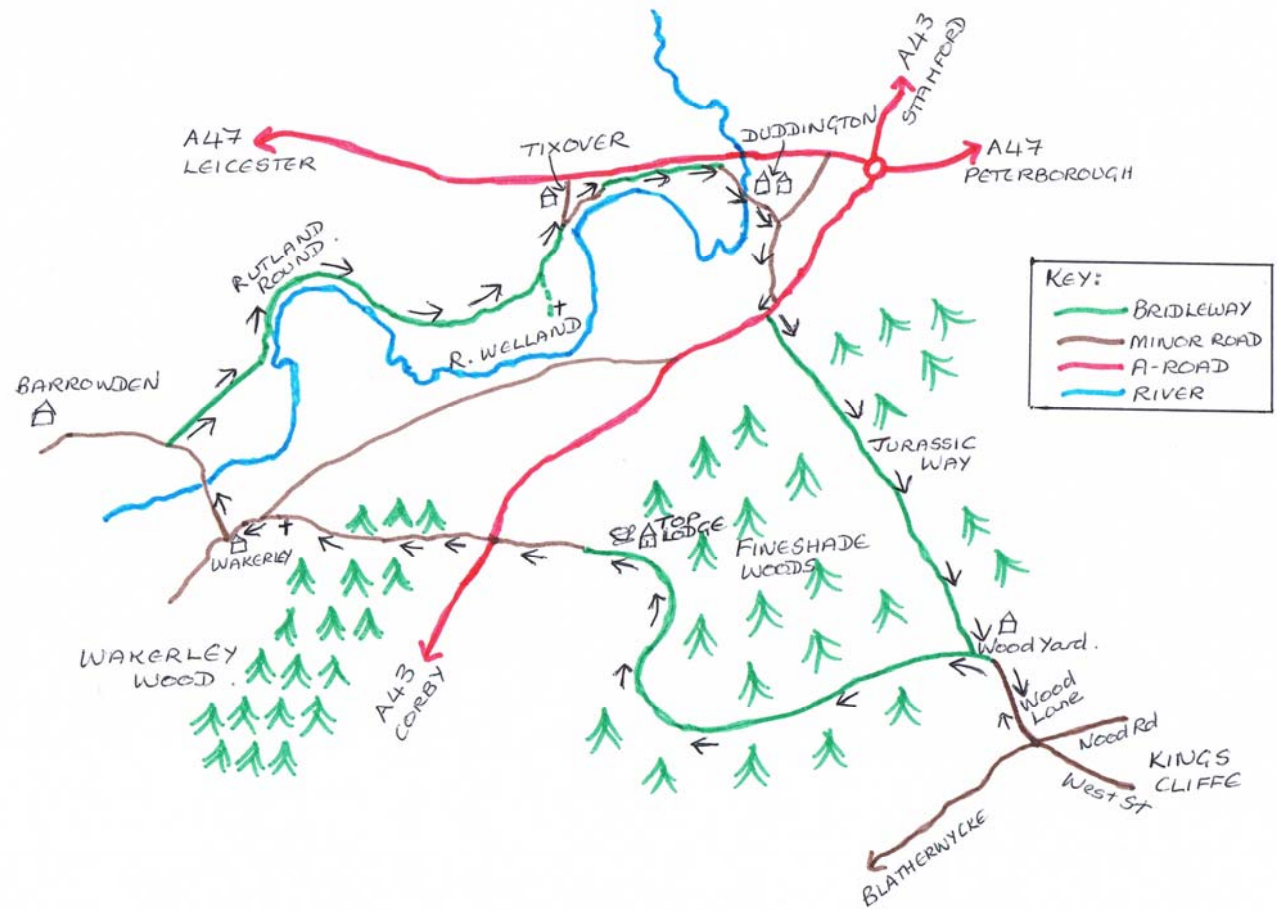 A43
STAMFORD
DUDDINGTON
TIXOVER
A47
LEICESTER
A47
PETERBOROUGH
RUTLAND
ROUND.
KEY:
BRIDLEWAY
MINOR ROAD
A-ROAD
RIVER
R. WELLAND
BARROWDEN
JURASSIC
WAY
TOP
LODGE
FINESHADE
WOODS
WAKERLEY
WAKERLEY
WOOD.
Wood Yard.
A43
CORBY
Wood
Lane
Wood Rd
KINGS
CLIFFE
West St
BLATHERWYCKE